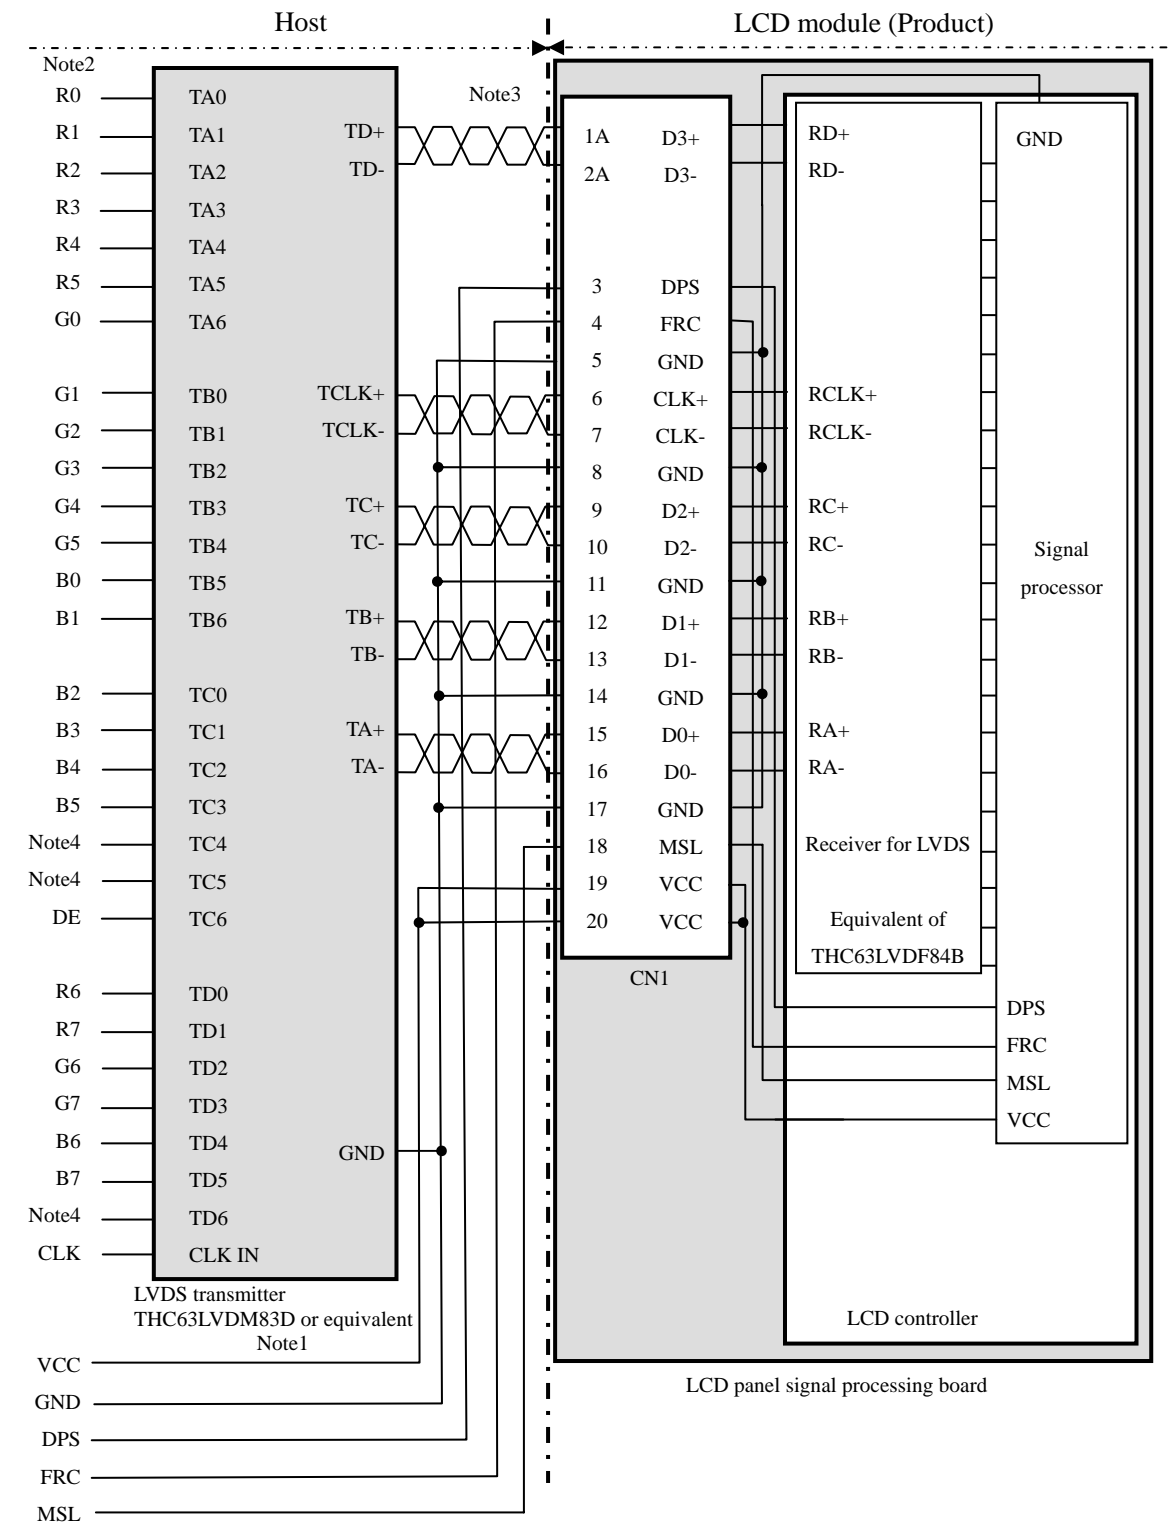 Host
LCD module (Product)
Note2
Note3
R0 TA0
R1 TA1 TD+ 1A D3+ RD+ GND
R2 TA2 TD- 2A D3- RD-
R3 TA3
R4 TA4
R5 TA5 3 DPS
G0 TA6 4 FRC
5 GND
G1 TB0 TCLK+ 6 CLK+ RCLK+
G2 TB1 TCLK- 7 CLK- RCLK-
G3 TB2 8 GND
G4 TB3 TC+ 9 D2+ RC+
G5 TB4 TC- 10 D2- RC- Signal
B0 TB5 11 GND processor
B1 TB6 TB+ 12 D1+ RB+
TB- 13 D1- RB-
B2 TC0 14 GND
B3 TC1 TA+ 15 D0+ RA+
B4 TC2 TA- 16 D0- RA-
B5 TC3 17 GND
Note4 TC4 18 MSL Receiver for LVDS
Note4 TC5 19 VCC
DE TC6 20 VCC Equivalent of
THC63LVDF84B
CN1
R6 TD0 DPS
R7 TD1 FRC
G6 TD2 MSL
G7 TD3 VCC
B6 TD4 GND
B7 TD5
Note4 TD6
CLK CLK IN
LVDS transmitter
THC63LVDM83D or equivalent
Note1
LCD controller
VCC
LCD panel signal processing board
GND
DPS
FRC
MSL